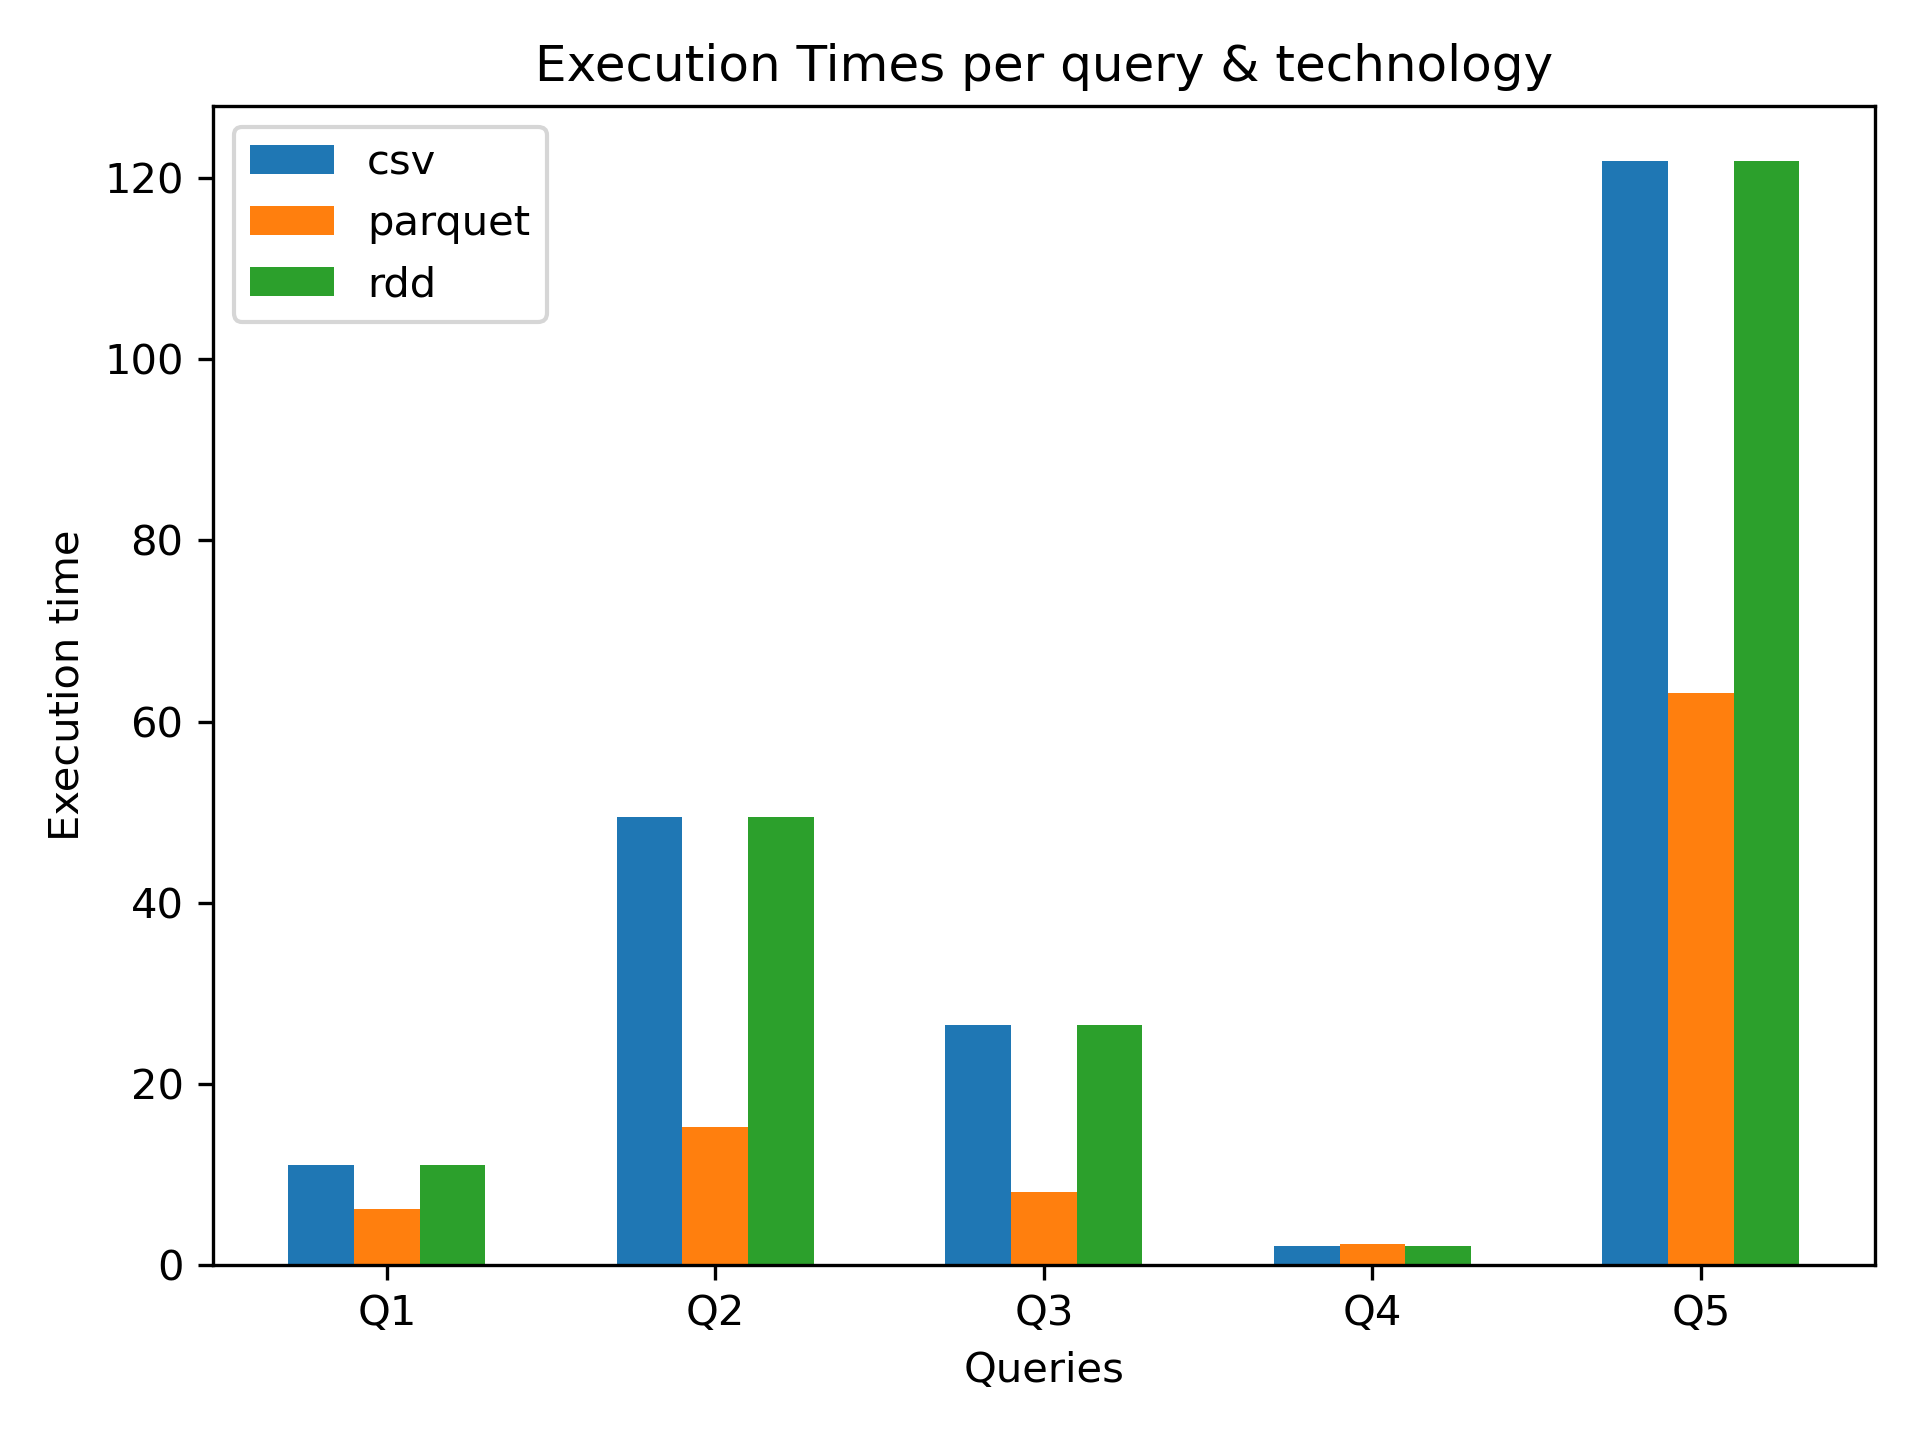 Execution Times per query & technology
csv
parquet
rdd
120
100
80
60
40
20
0
Execution time
Q1 Q2 Q3 Q4 Q5
Queries